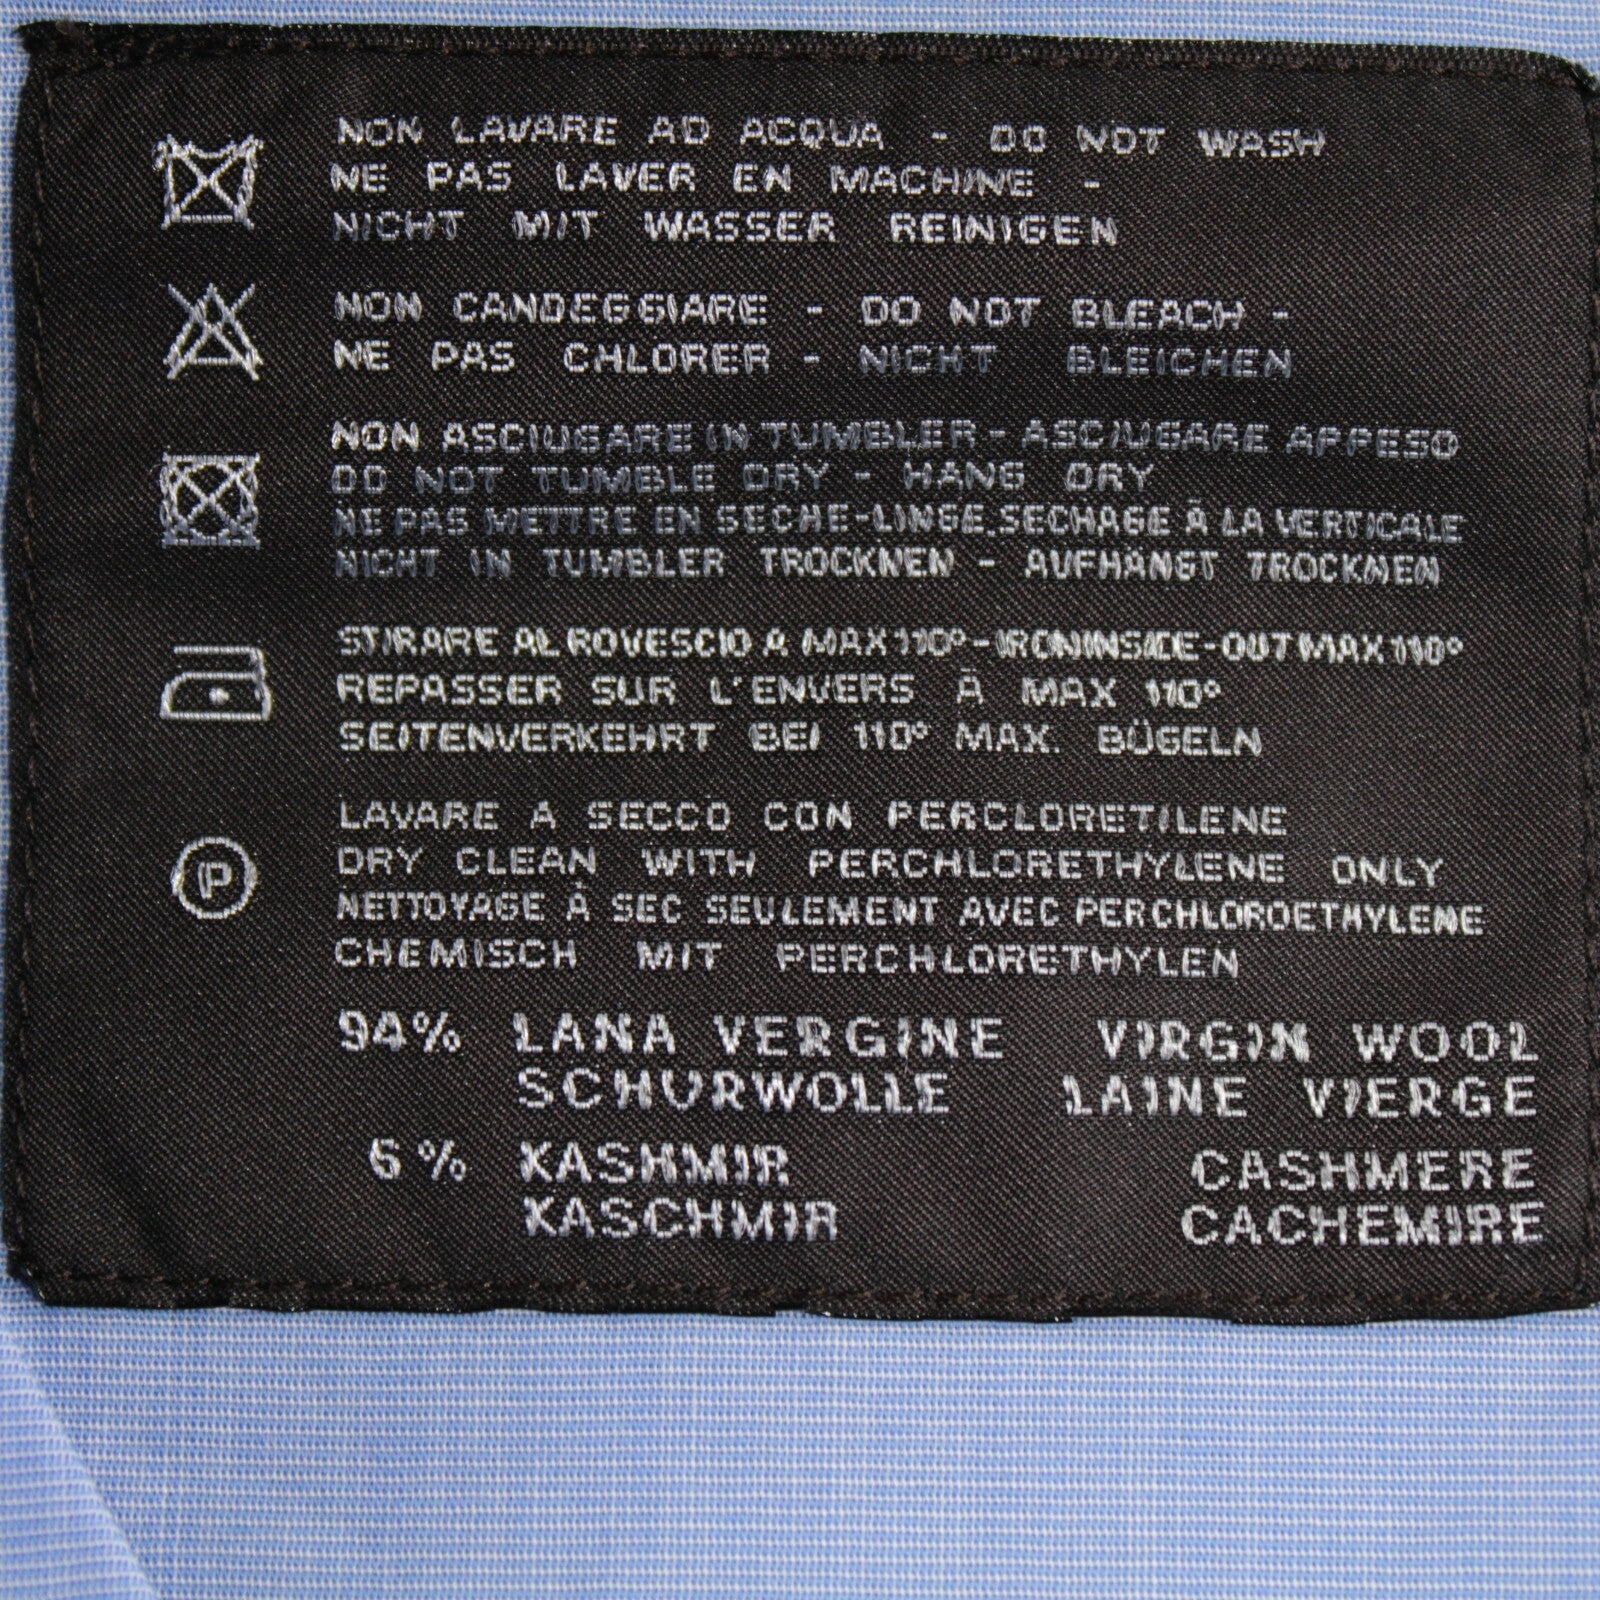 NON LAVARE AD ACQUA - DO NOT WASH
NE PAS LAVER EN MACHINE -
NICHT MIT WASSER REINIGEN
NON CANDEGGIARE - DO NOT BLEACH -
NE PAS CHLORER - NICHT BLEICHEN
NON ASCIUGARE IN TUMBLER - ASCIUGARE APPESO
DO NOT TUMBLE DRY - HANG DRY
NE PAS METTRE EN SECHE-LINGE.SECHAGE À LA VERTICALE
NICHT IN TUMBLER TROCKNEN - AUFHÄNGT TROCKNEN
STIRARE AL ROVESCIO A MAX 110° - IRON INSIDE - OUT MAX 110°
REPASSER SUR L'ENVERS À MAX 110°
SEITENVERKEHRT BEI 110° MAX. BÜGELN
P
LAVARE A SECCO CON PERCLORETILENE
DRY CLEAN WITH PERCHLORETHYLENE ONLY
NETTOYAGE À SEC SEULEMENT AVEC PERCHLOROETHYLENE
CHEMISCH MIT PERCHLORETHYLEN
94% LANA VERGINE VIRGIN WOOL
SCHURWOLLE LAINE VIERGE
6% KASHMIR CASHMERE
KASCHMIR CACHEMIRE